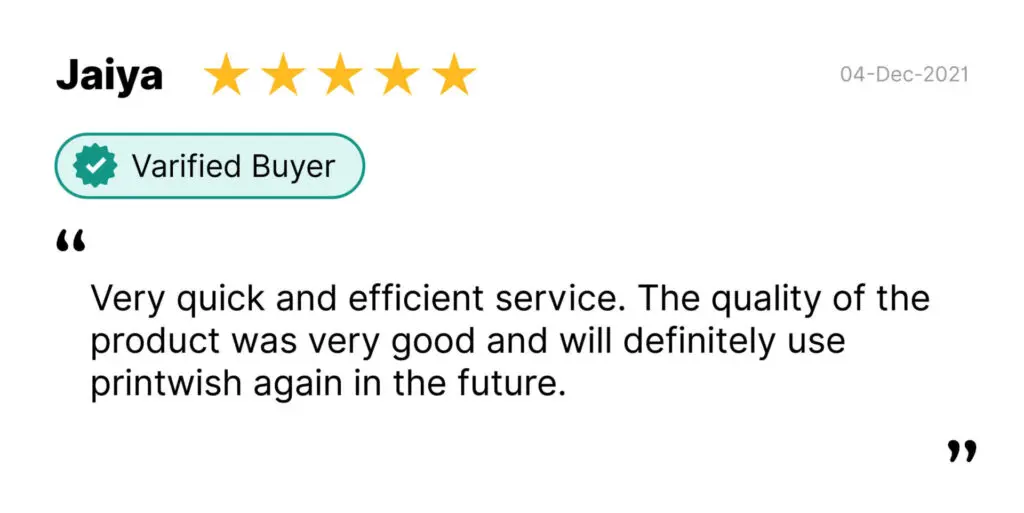 Jaiya 04-Dec-2021
Varified Buyer
“
Very quick and efficient service. The quality of the
product was very good and will definitely use
printwish again in the future.
”